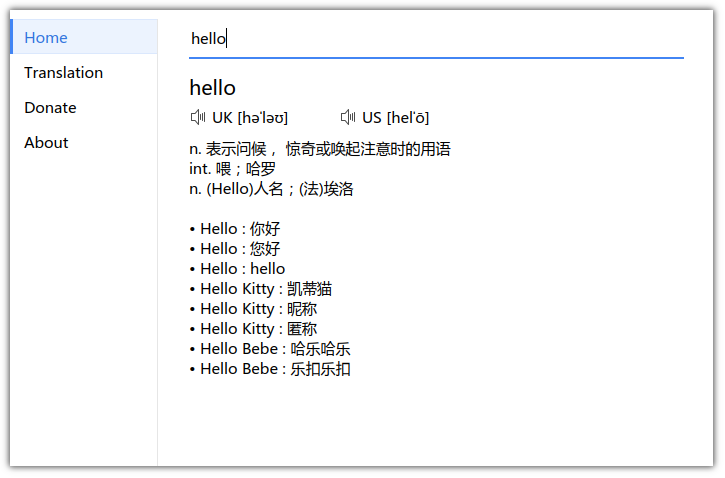 Home
Translation
Donate
About
hello
hello
UK [həˈləʊ] US [helˈō]
n. 表示问候， 惊奇或唤起注意时的用语
int. 喂；哈罗
n. (Hello)人名；(法)埃洛
• Hello : 你好
• Hello : 您好
• Hello : hello
• Hello Kitty : 凯蒂猫
• Hello Kitty : 昵称
• Hello Kitty : 匿称
• Hello Bebe : 哈乐哈乐
• Hello Bebe : 乐扣乐扣